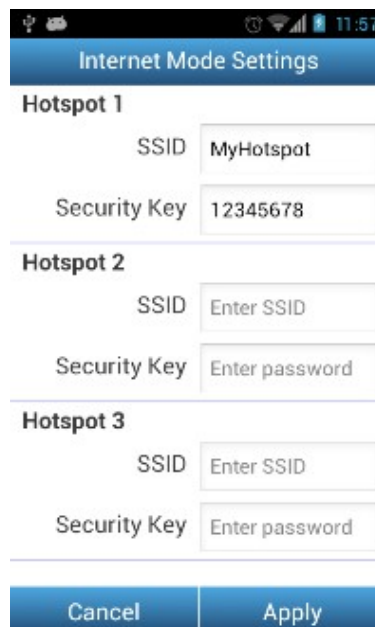 11:57
Internet Mode Settings
Hotspot 1
SSID MyHotspot
Security Key 12345678
Hotspot 2
SSID Enter SSID
Security Key Enter password
Hotspot 3
SSID Enter SSID
Security Key Enter password
Cancel Apply